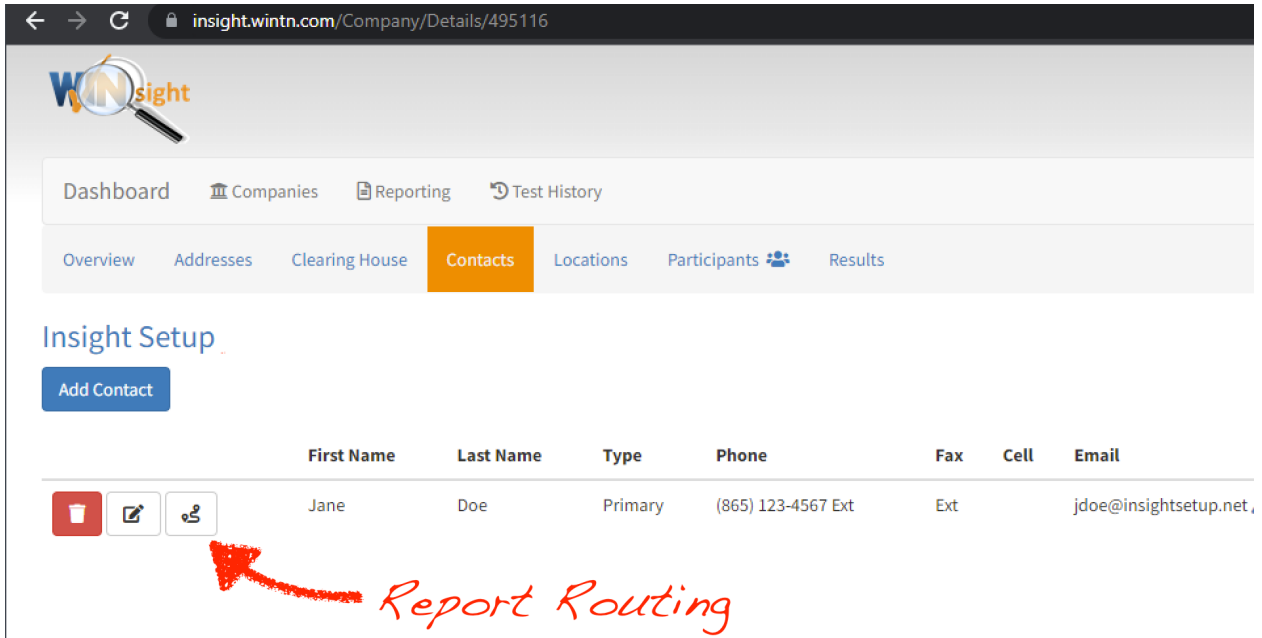 insight.wintn.com/Company/Details/495116
WINsight
Dashboard Companies Reporting Test History
Overview Addresses Clearing House Contacts Locations Participants Results
Insight Setup
Add Contact
First Name Last Name Type Phone Fax Cell Email
Jane Doe Primary (865) 123-4567 Ext Ext jdoe@insightsetup.net
Report Routing